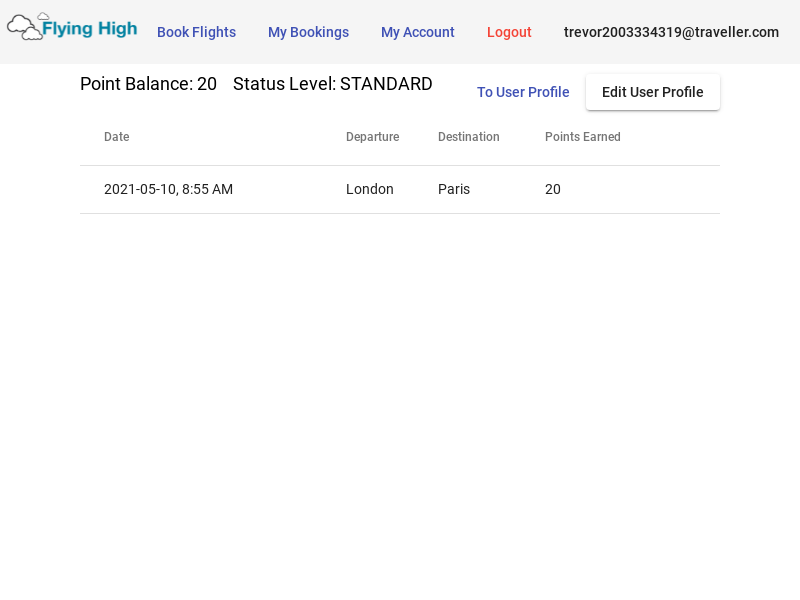 Flying High Book Flights My Bookings My Account Logout trevor2003334319@traveller.com
Point Balance: 20 Status Level: STANDARD To User Profile Edit User Profile
Date Departure Destination Points Earned
2021-05-10, 8:55 AM London Paris 20